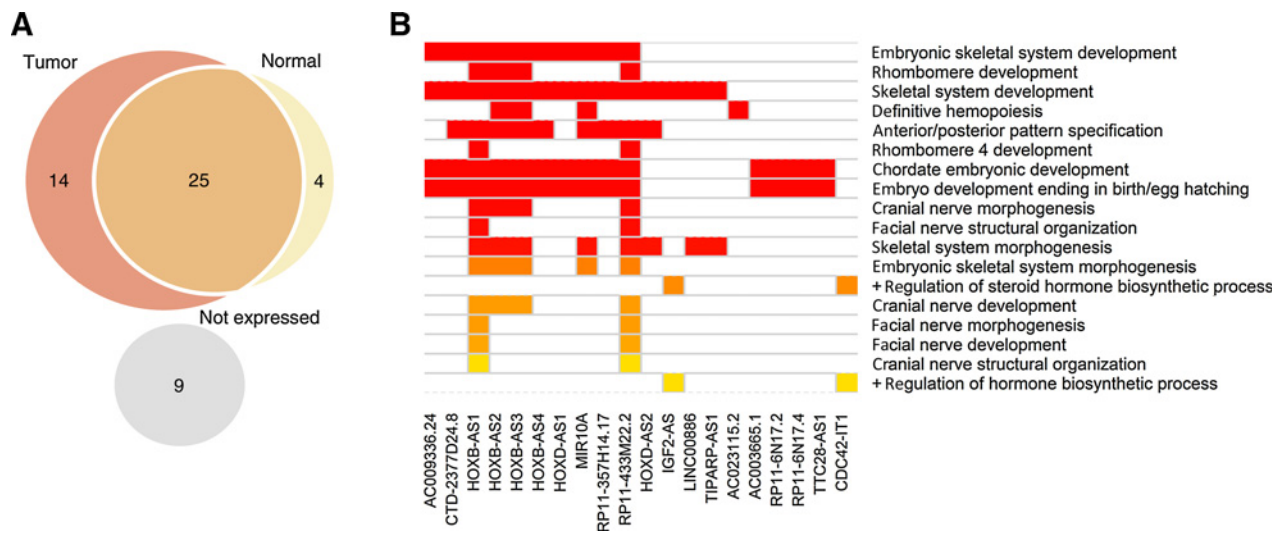 A
Tumor
Normal
14
25
4
Not expressed
9
B
Embryonic skeletal system development
Rhombomere development
Skeletal system development
Definitive hemopoiesis
Anterior/posterior pattern specification
Rhombomere 4 development
Chordate embryonic development
Embryo development ending in birth/egg hatching
Cranial nerve morphogenesis
Facial nerve structural organization
Skeletal system morphogenesis
Embryonic skeletal system morphogenesis
+ Regulation of steroid hormone biosynthetic process
Cranial nerve development
Facial nerve morphogenesis
Facial nerve development
Cranial nerve structural organization
+ Regulation of hormone biosynthetic process
AC009336.24
CTD-2377D24.8
HOXB-AS1
HOXB-AS2
HOXB-AS3
HOXB-AS4
HOXD-AS1
MIR10A
RP11-357H14.17
RP11-433M22.2
HOXD-AS2
IGF2-AS
LINC00886
TIPARP-AS1
AC023115.2
AC003665.1
RP11-6N17.2
RP11-6N17.4
TTC28-AS1
CDC42-IT1